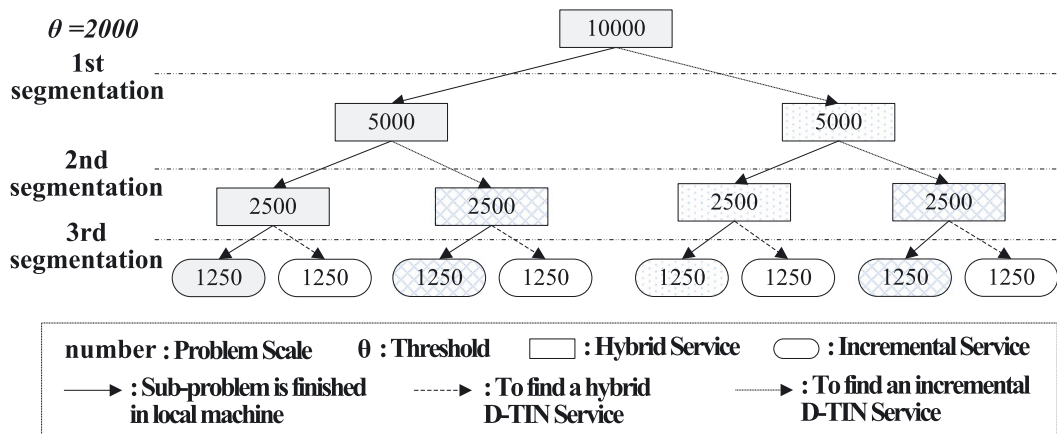 θ =2000
10000
1st
segmentation
5000 5000
2nd
segmentation
2500 2500 2500 2500
3rd
segmentation
1250 1250 1250 1250 1250 1250 1250 1250
number : Problem Scale θ : Threshold : Hybrid Service : Incremental Service
: Sub-problem is finished
in local machine
: To find a hybrid
D-TIN Service
: To find an incremental
D-TIN Service